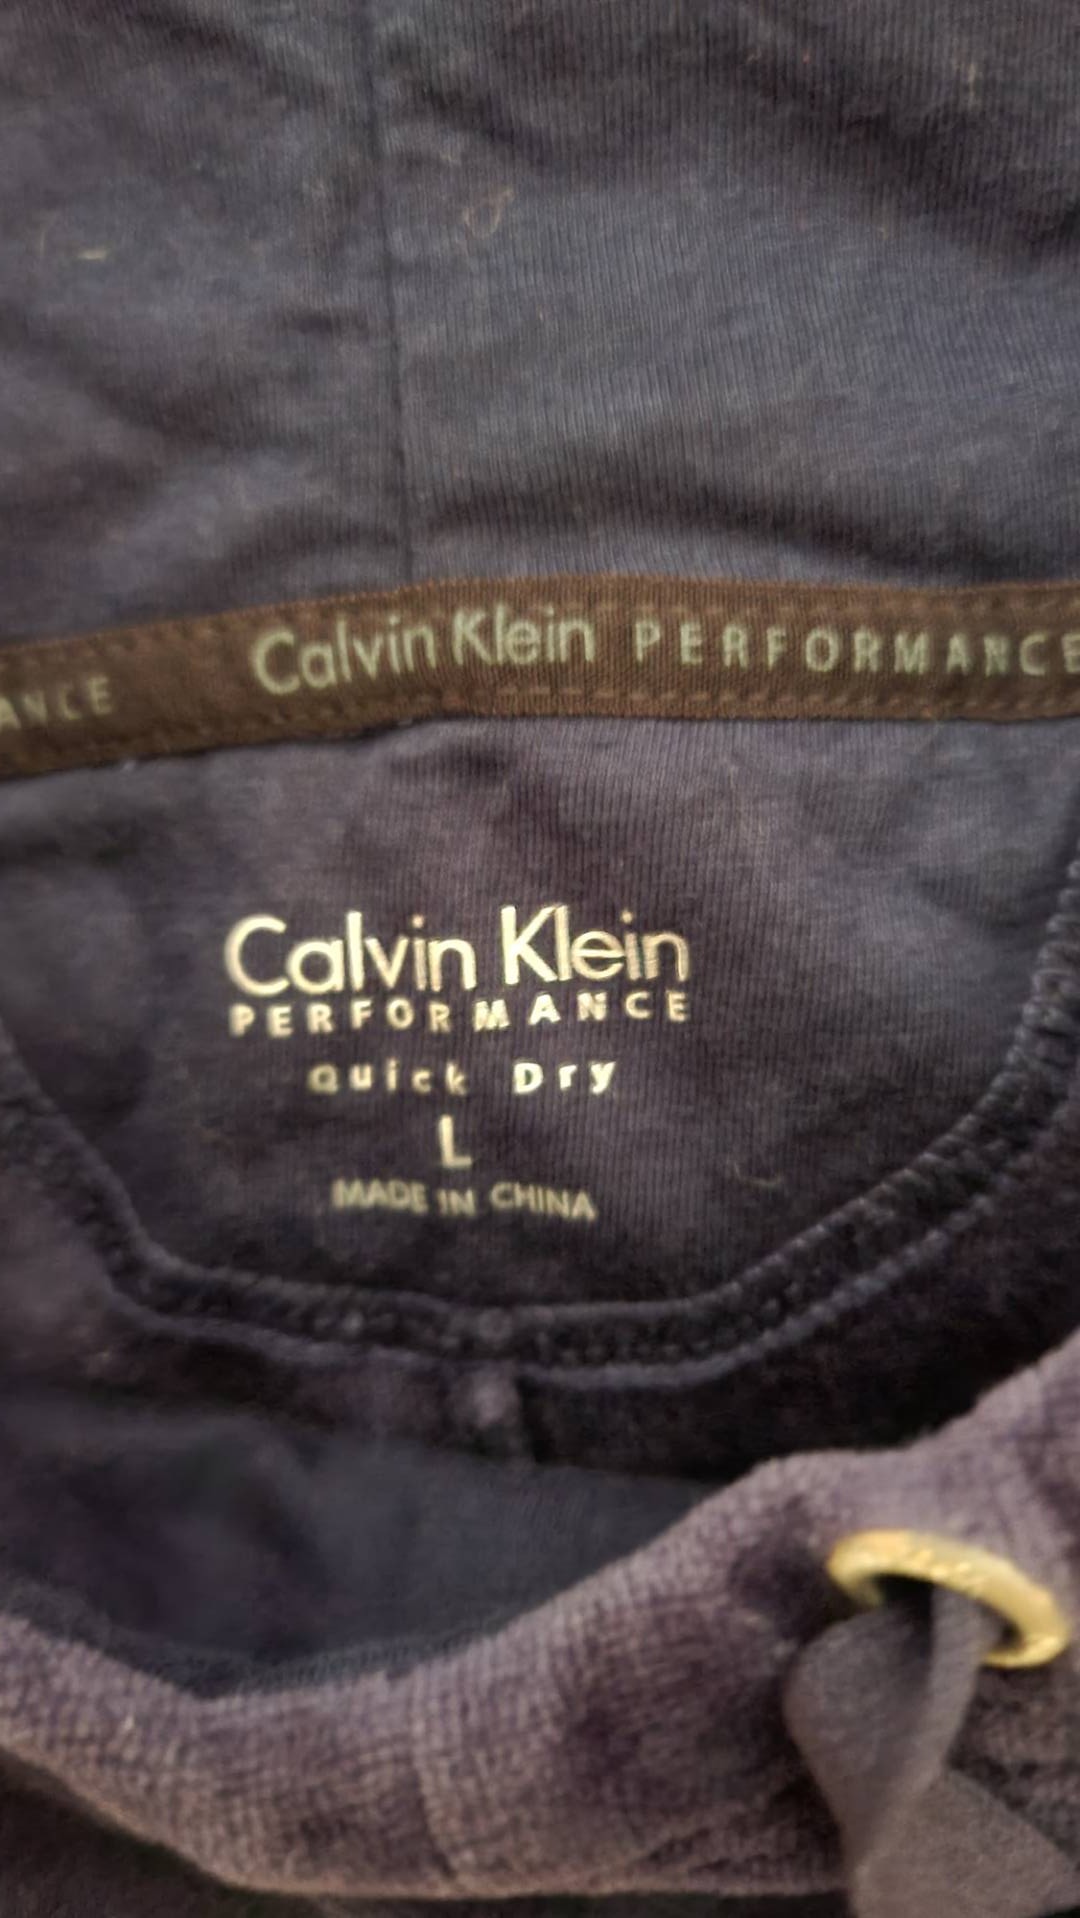 ANCE Calvin Klein PERFORMANCE
Calvin Klein
PERFORMANCE
Quick Dry
L
MADE IN CHINA